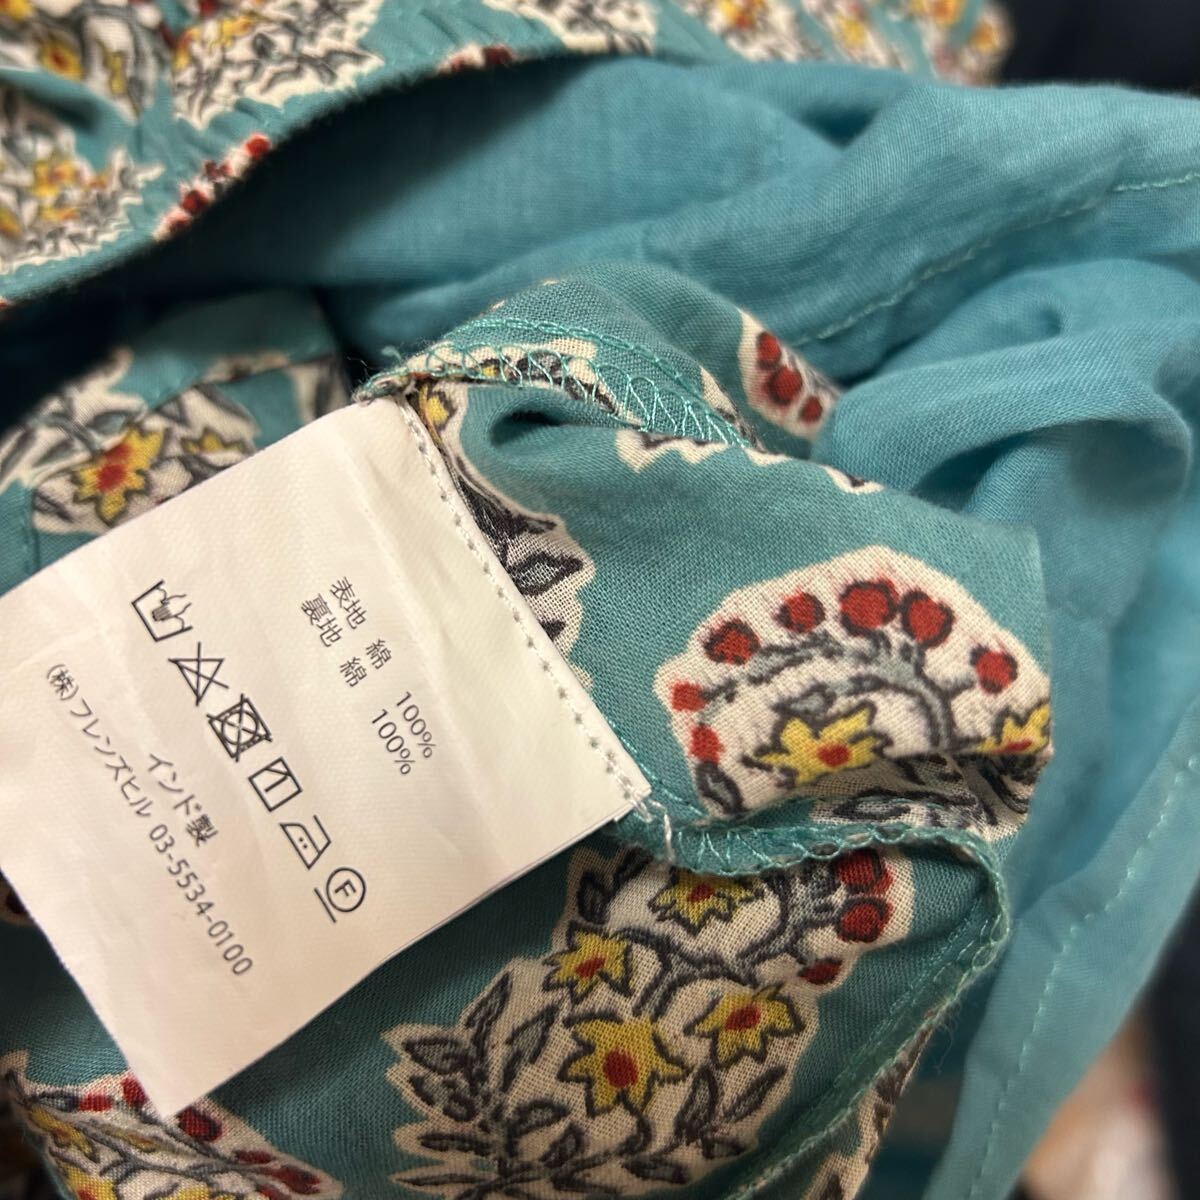 表地 綿 100%
裏地 綿 100%
F
インド製
(株)フレンズヒル 03-5534-0100